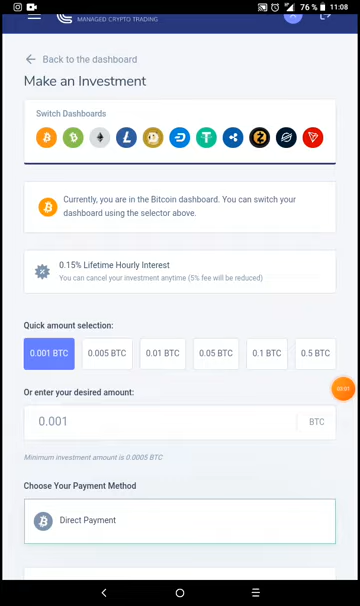 76 % 11:08
MANAGED CRYPTO TRADING
Back to the dashboard
Make an Investment
Switch Dashboards
Currently, you are in the Bitcoin dashboard. You can switch your
dashboard using the selector above.
0.15% Lifetime Hourly Interest
You can cancel your investment anytime (5% fee will be reduced)
Quick amount selection:
0.001 BTC 0.005 BTC 0.01 BTC 0.05 BTC 0.1 BTC 0.5 BTC
Or enter your desired amount:
0.001 BTC
Minimum investment amount is 0.0005 BTC
Choose Your Payment Method
Direct Payment